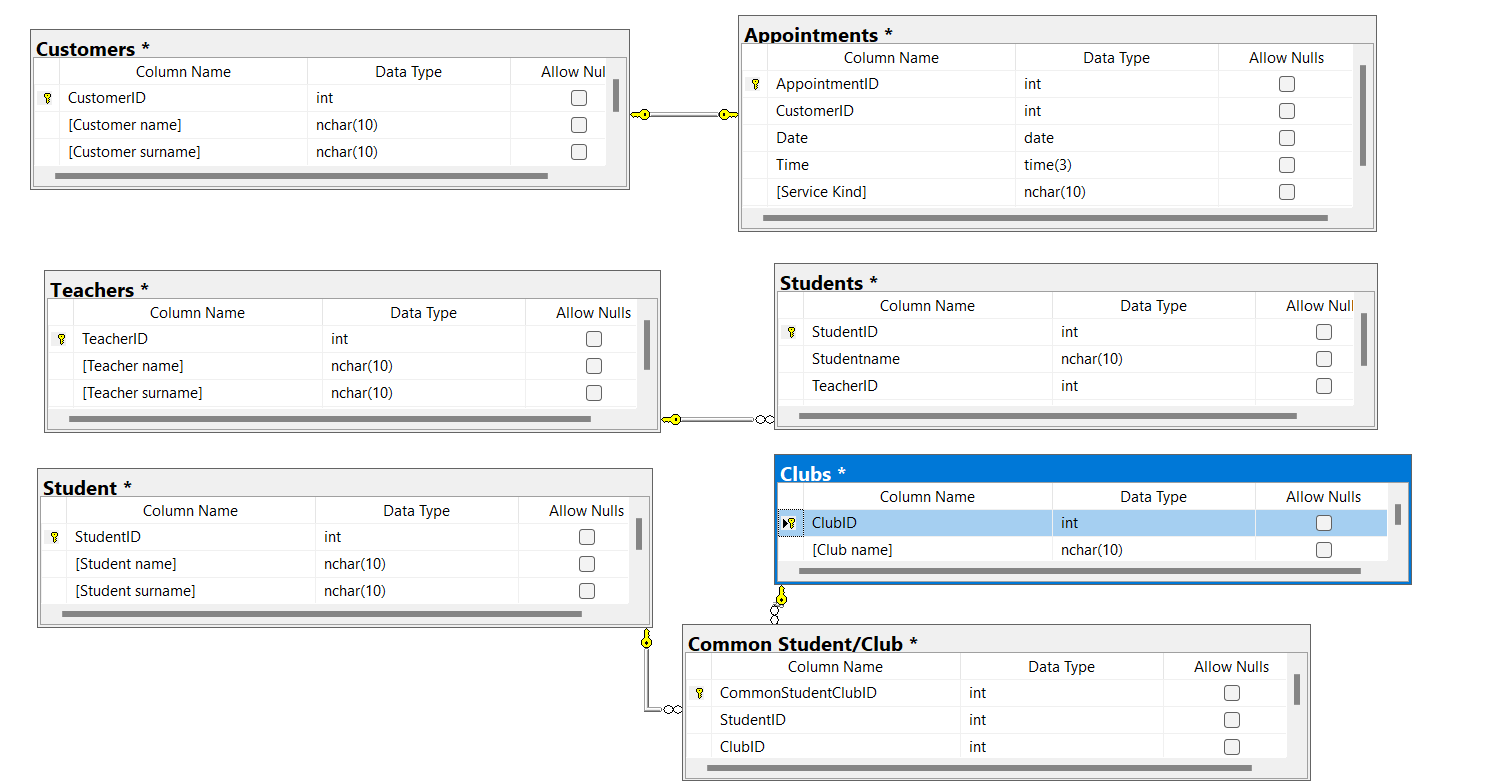 Customers *
Column Name Data Type Allow Nul
CustomerID int
[Customer name] nchar(10)
[Customer surname] nchar(10)
Appointments *
Column Name Data Type Allow Nulls
AppointmentID int
CustomerID int
Date date
Time time(3)
[Service Kind] nchar(10)
Teachers *
Column Name Data Type Allow Nulls
TeacherID int
[Teacher name] nchar(10)
[Teacher surname] nchar(10)
Students *
Column Name Data Type Allow Null
StudentID int
Studentname nchar(10)
TeacherID int
Student *
Column Name Data Type Allow Nulls
StudentID int
[Student name] nchar(10)
[Student surname] nchar(10)
Clubs *
Column Name Data Type Allow Nulls
ClubID int
[Club name] nchar(10)
Common Student/Club *
Column Name Data Type Allow Nulls
CommonStudentClubID int
StudentID int
ClubID int